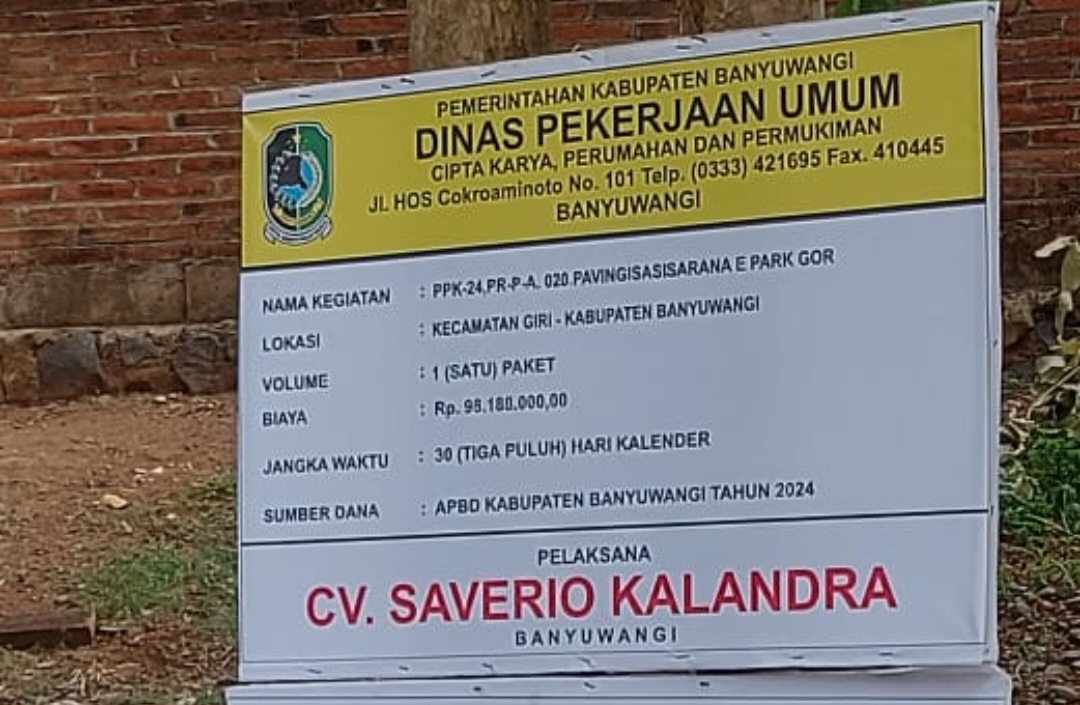 PEMERINTAHAN KABUPATEN BANYUWANGI
DINAS PEKERJAAN UMUM
CIPTA KARYA, PERUMAHAN DAN PERMUKIMAN
JL HOS Cokroaminoto No. 101 Telp. (0333) 421695 Fax. 410445
BANYUWANGI
NAMA KEGIATAN : PPK-24,PR-P-A. 020.PAVINGISASISARANA E PARK GOR
LOKASI : KECAMATAN GIRI - KABUPATEN BANYUWANGI
VOLUME : 1 (SATU) PAKET
BIAYA : Rp. 98.188.000,00
JANGKA WAKTU : 30 (TIGA PULUH) HARI KALENDER
SUMBER DANA : APBD KABUPATEN BANYUWANGI TAHUN 2024
PELAKSANA
CV. SAVERIO KALANDRA
BANYUWANGI